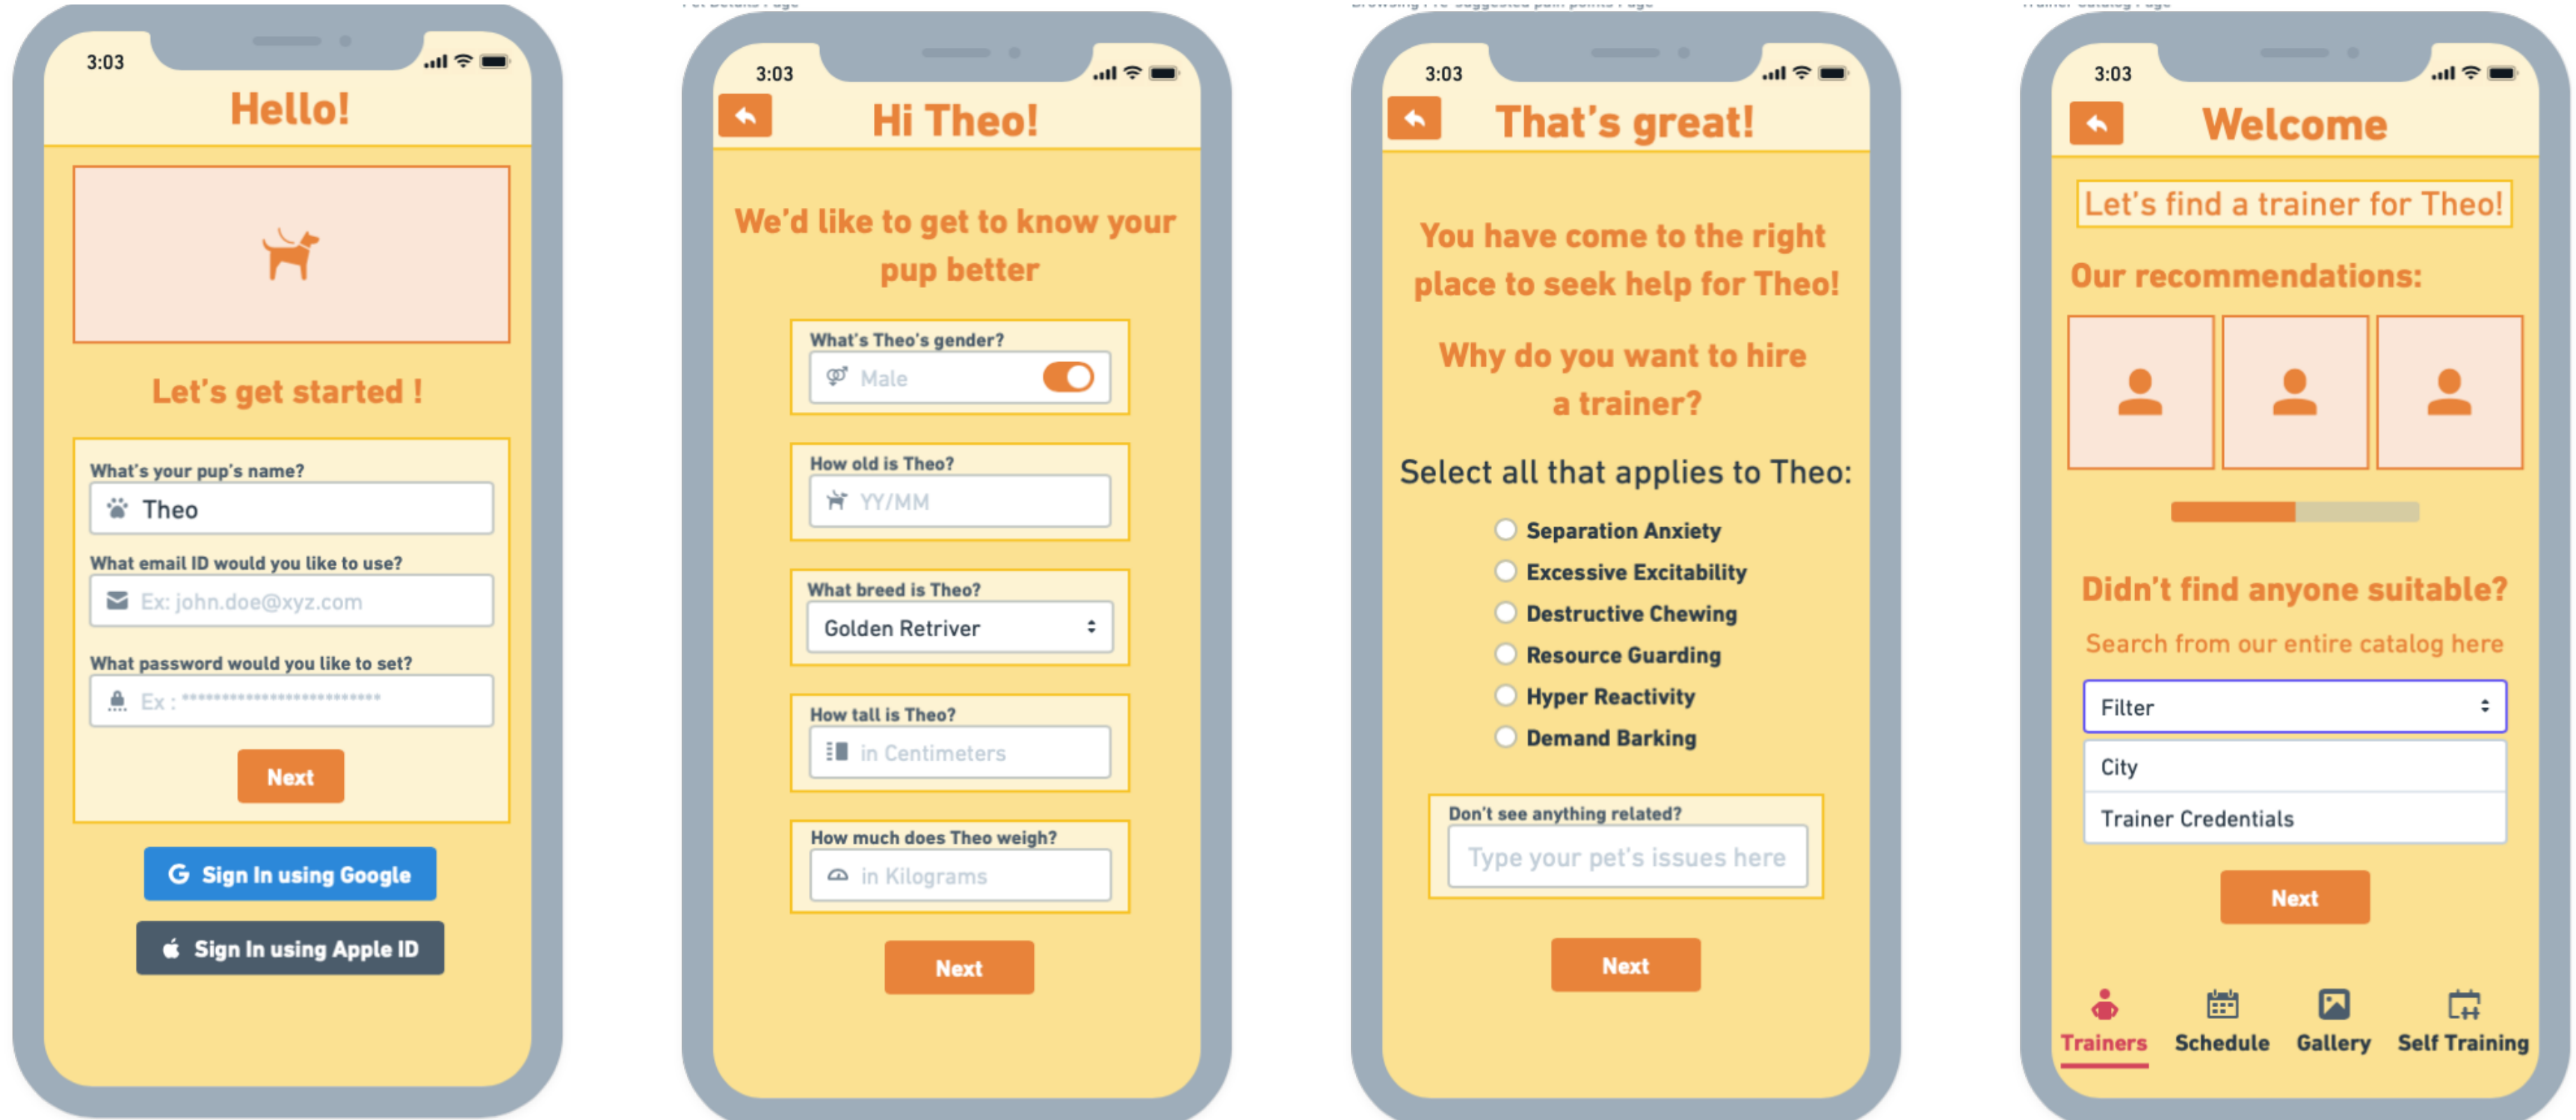 3:03
Hello!
Let's get started !
What's your pup's name?
Theo
What email ID would you like to use?
Ex: john.doe@xyz.com
What password would you like to set?
Ex : *************************
Next
G Sign In using Google
Sign In using Apple ID
3:03
Hi Theo!
We'd like to get to know your
pup better
What's Theo's gender?
Male
How old is Theo?
YY/MM
What breed is Theo?
Golden Retriver
How tall is Theo?
in Centimeters
How much does Theo weigh?
in Kilograms
Next
3:03
That's great!
You have come to the right
place to seek help for Theo!
Why do you want to hire
a trainer?
Select all that applies to Theo:
Separation Anxiety
Excessive Excitability
Destructive Chewing
Resource Guarding
Hyper Reactivity
Demand Barking
Don't see anything related?
Type your pet's issues here
Next
3:03
Welcome
Let's find a trainer for Theo!
Our recommendations:
Didn't find anyone suitable?
Search from our entire catalog here
Filter
City
Trainer Credentials
Next
Trainers Schedule Gallery Self Training